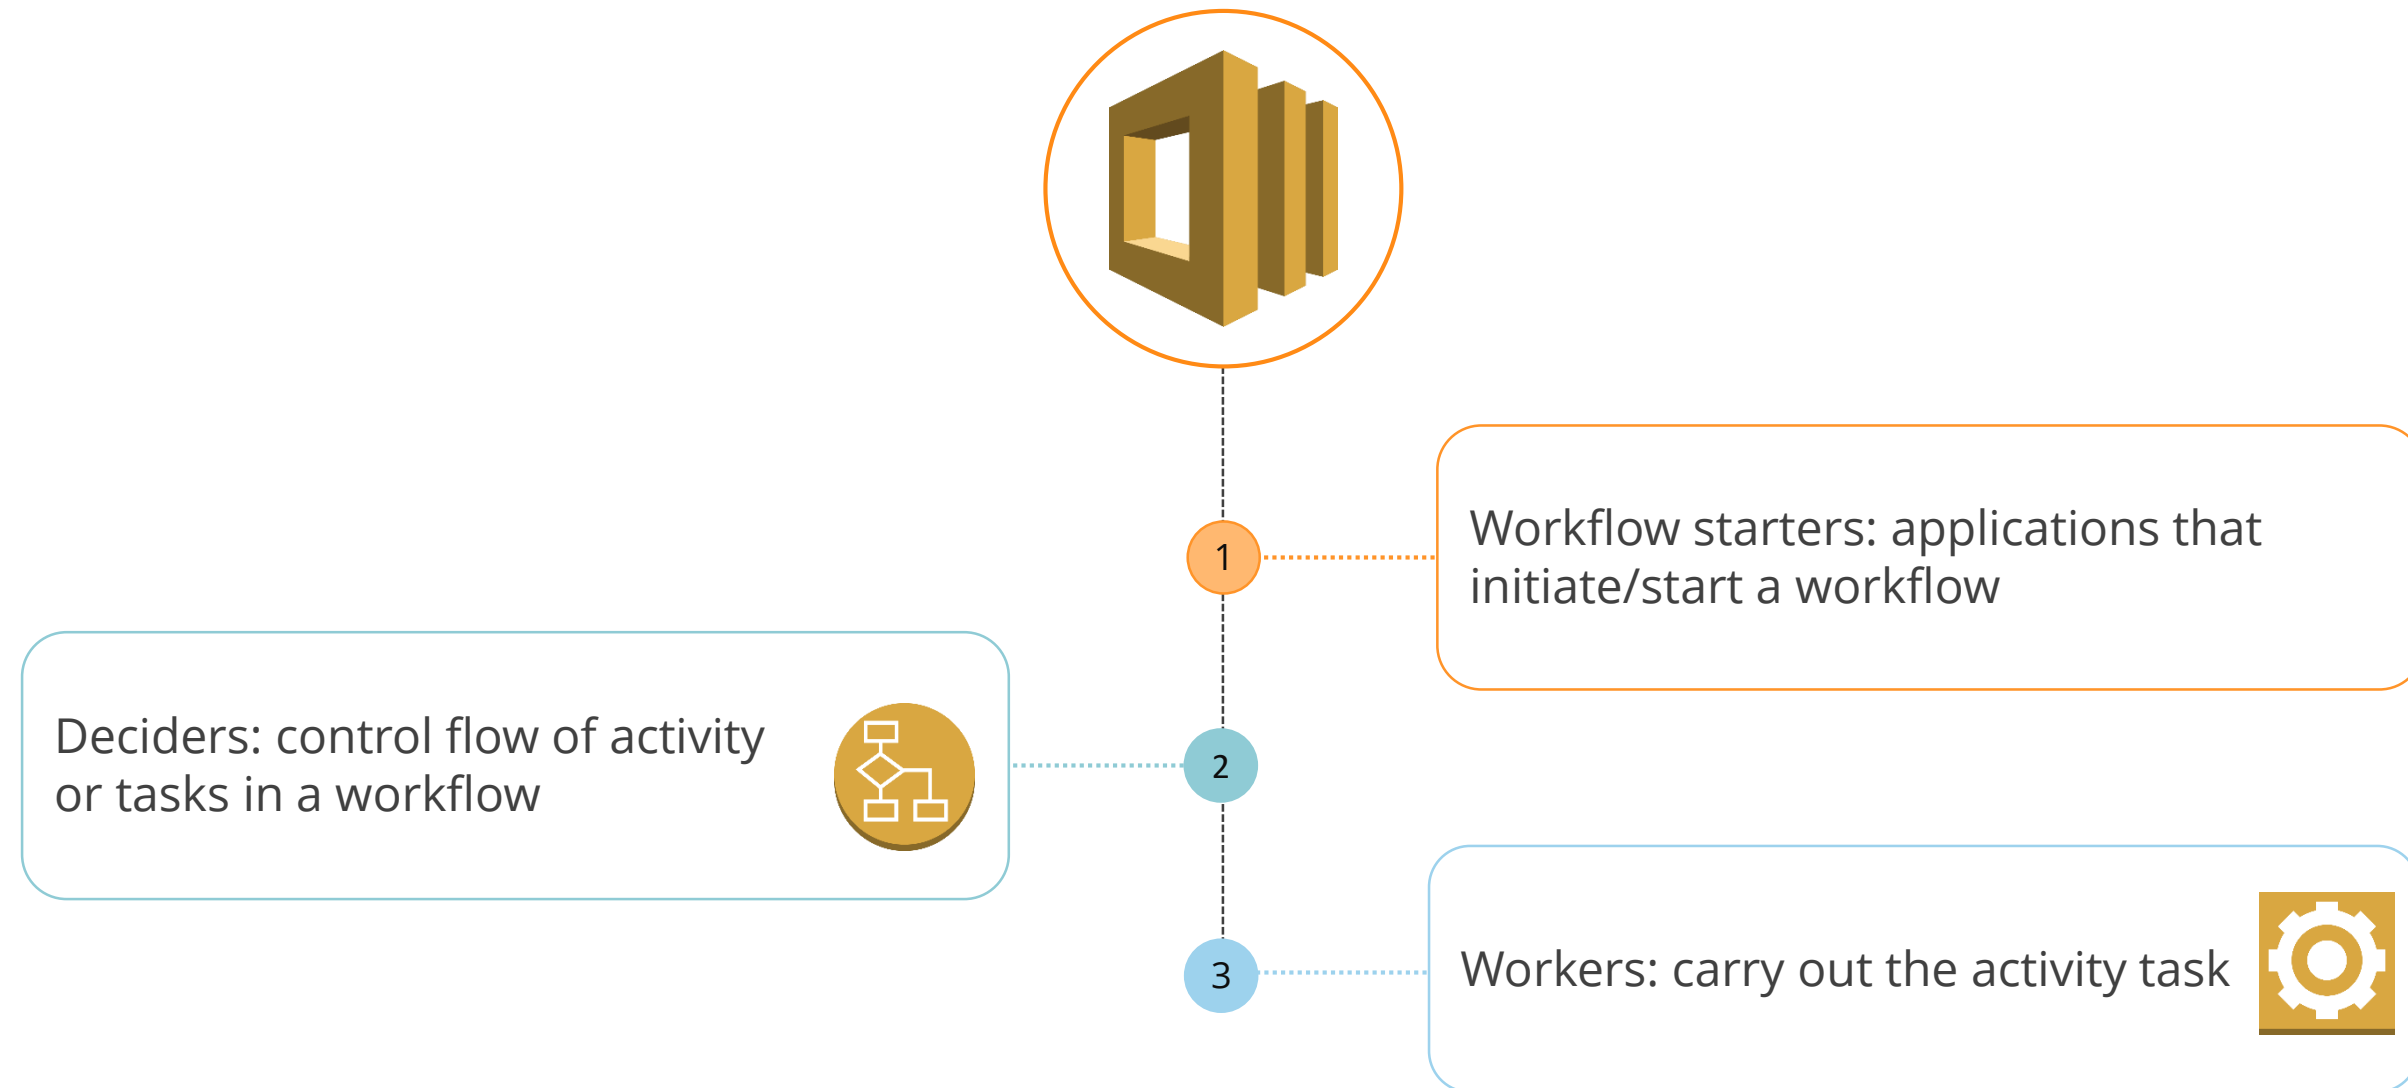 1
Workflow starters: applications that
initiate/start a workflow
Deciders: control flow of activity
or tasks in a workflow
2
3
Workers: carry out the activity task